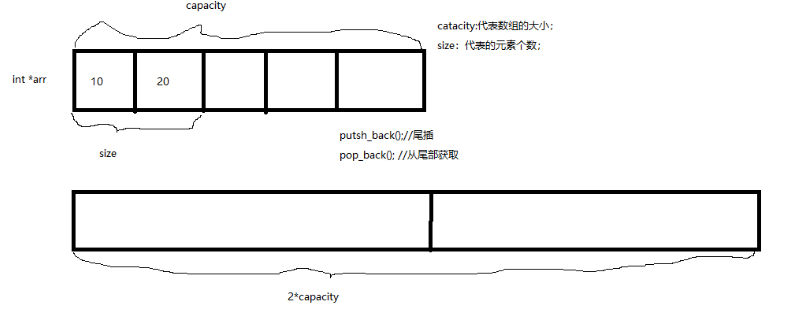 capacity
catacity:代表数组的大小;
size：代表的元素个数;
int *arr
10
20
putsh_back();//尾插
size
pop_back(); //从尾部获取
2*capacity